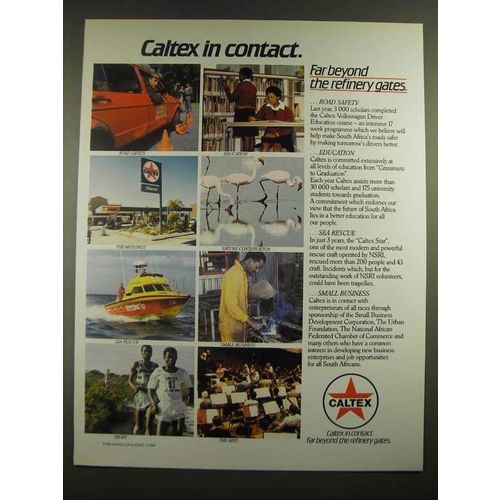 Caltex in contact.
Far beyond
the refinery gates.
. . . ROAD SAFETY
Last year, 3 000 scholars completed
the Caltex-Volkswagen Driver
Education course – an intensive 17
week programme which we believe will
help make South Africa's roads safer
by making tomorrow's drivers better.
. . . EDUCATION
Caltex is committed extensively at
all levels of education from "Grassroots
to Graduation".
Each year Caltex assists more than
30 000 scholars and 175 university
students towards graduation.
A commitment which endorses our
view that the future of South Africa
lies in a better education for all
our people.
. . . SEA RESCUE
In just 3 years, the "Caltex Star",
one of the most modern and powerful
rescue craft operated by NSRI,
rescued more than 200 people and 43
craft. Incidents which, but for the
outstanding work of NSRI volunteers,
could have been tragedies.
. . . SMALL BUSINESS
Caltex is in contact with
entrepreneurs of all races through
sponsorship of the Small Business
Development Corporation, The Urban
Foundation, The National African
Federated Chamber of Commerce and
many others who have a common
interest in developing new business
enterprises and job opportunities
for all South Africans.
CALTEX
Caltex in contact.
Far beyond the refinery gates.
ROAD SAFETY
EDUCATION
Diesel
THE MOTORIST
NATURE CONSERVATION
SEA RESCUE
SMALL BUSINESS
SPORT
THE ARTS